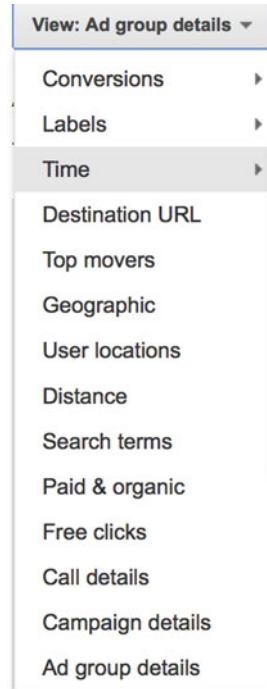 View: Ad group details
Conversions
Labels
Time
Destination URL
Top movers
Geographic
User locations
Distance
Search terms
Paid & organic
Free clicks
Call details
Campaign details
Ad group details